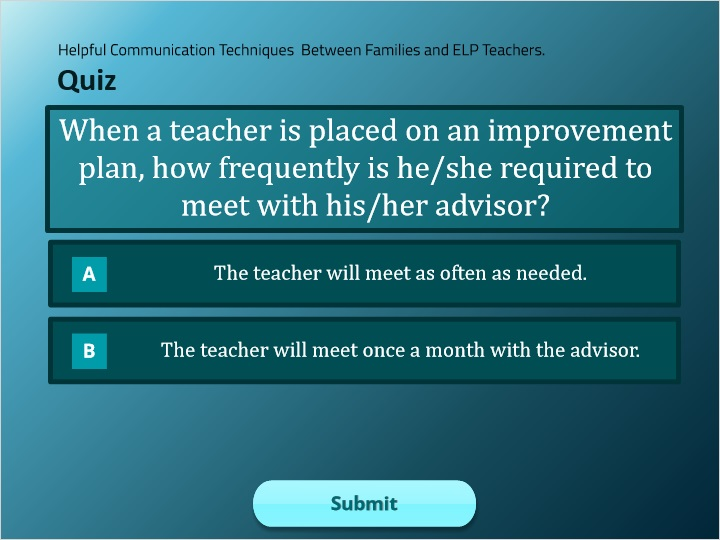 Helpful Communication Techniques  Between Families and ELP Teachers.
Quiz
When a teacher is placed on an improvement
plan, how frequently is he/she required to
meet with his/her advisor?
A
The teacher will meet as often as needed.
B
The teacher will meet once a month with the advisor.
Submit